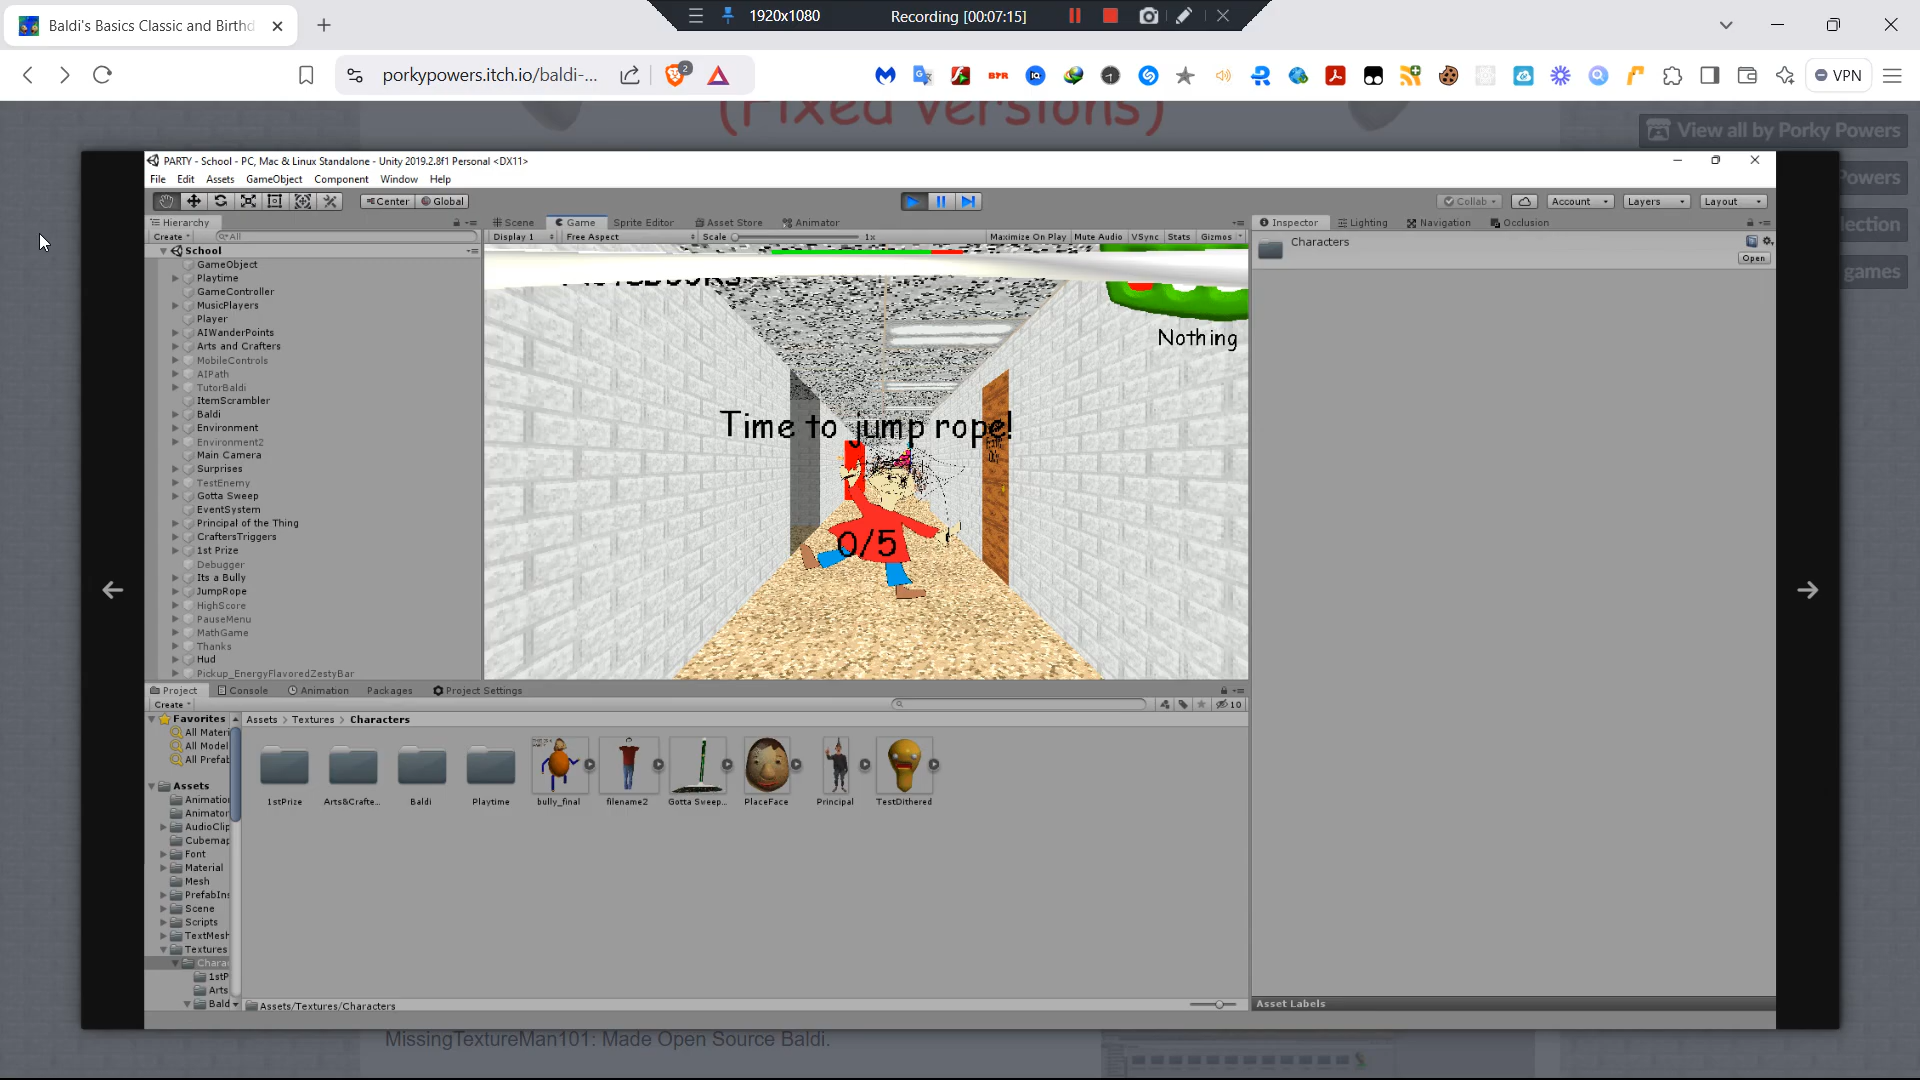 Baldi's Basics Classic and Birthd
1920x1080
Recording [00:07:15]
porkypowers.itch.io/baldi-...
2
VPN
(Fixed Versions)
View all by Porky Powers
Powers
lection
games
PARTY - School - PC, Mac & Linux Standalone - Unity 2019.2.8f1 Personal <DX11>
File Edit Assets GameObject Component Window Help
Center Global
Collab Account Layers Layout
Hierarchy
Scene Game Sprite Editor Asset Store Animator
Inspector Lighting Navigation Occlusion
Create All
Display 1 Free Aspect Scale 1x Maximize On Play Mute Audio VSync Stats Gizmos
Characters
Open
School
GameObject
Playtime
GameController
MusicPlayers
Player
AIWanderPoints
Arts and Crafters
MobileControls
AIPath
TutorBaldi
ItemScrambler
Baldi
Environment
Environment2
Main Camera
Surprises
TestEnemy
Gotta Sweep
EventSystem
Principal of the Thing
CraftersTriggers
1st Prize
Debugger
Its a Bully
JumpRope
HighScore
PauseMenu
MathGame
Thanks
Hud
Pickup_EnergyFlavoredZestyBar
Nothing
Time to jump rope!
0/5
Project Console Animation Packages Project Settings
Create
10
Favorites
All Materi
All Model
All Prefab
Assets
Animation
Animator
AudioClip
Cubemap
Font
Material
Mesh
PrefabIns
Scene
Scripts
TextMesh
Textures
Chara
1stP
Arts
Bald
Assets > Textures > Characters
1stPrize Arts&Crafte... Baldi Playtime bully_final filename2 Gotta Sweep... PlaceFace Principal TestDithered
Assets/Textures/Characters
Asset Labels
MissingTextureMan101: Made Open Source Baldi.